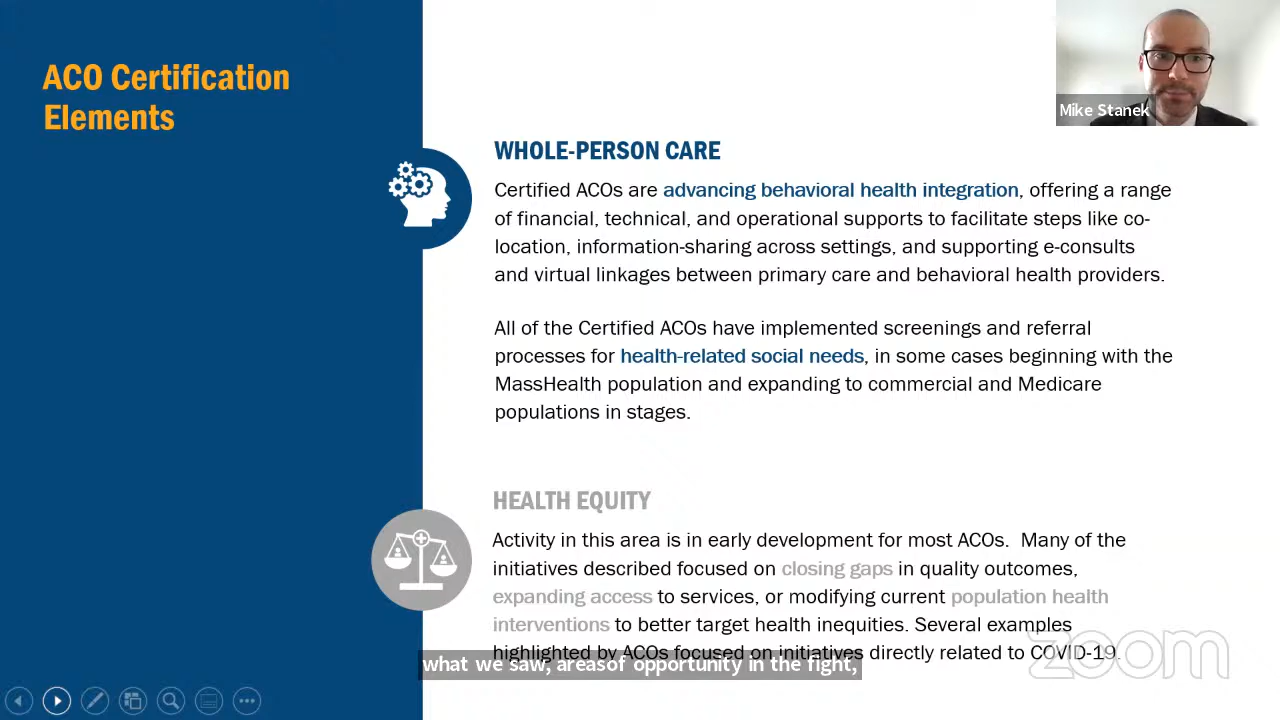 ACO Certification
Elements
Mike Stanek
WHOLE-PERSON CARE
Certified ACOs are advancing behavioral health integration, offering a range
of financial, technical, and operational supports to facilitate steps like co-
location, information-sharing across settings, and supporting e-consults
and virtual linkages between primary care and behavioral health providers.
All of the Certified ACOs have implemented screenings and referral
processes for health-related social needs, in some cases beginning with the
MassHealth population and expanding to commercial and Medicare
populations in stages.
HEALTH EQUITY
Activity in this area is in early development for most ACOs.  Many of the
initiatives described focused on closing gaps in quality outcomes,
expanding access to services, or modifying current population health
interventions to better target health inequities. Several examples
highlighted by ACOs focused on initiatives directly related to COVID-19.
what we saw, areasof opportunity in the fight,
zoom